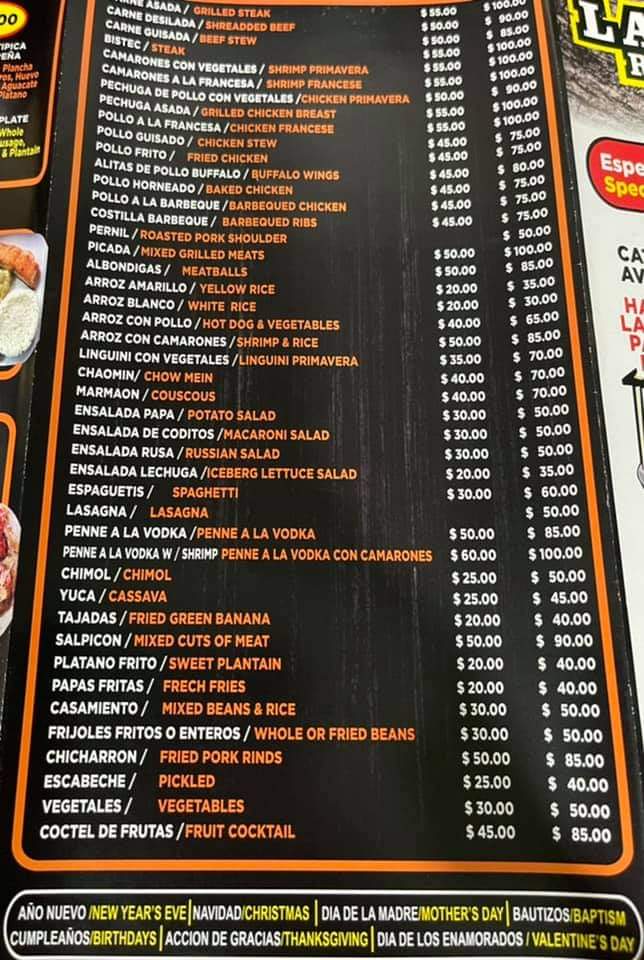 00
TIPICA
Plancha
Huevo
Aguacate
Platano
PLATE
Whole
& Plantain
ASADA / GRILLED STEAK $55.00 $100.00
CARNE DESILADA / SHREADDED BEEF $50.00 $ 90.00
CARNE GUISADA / BEEF STEW $50.00 $ 85.00
BISTEC / STEAK $55.00 $100.00
CAMARONES CON VEGETALES / SHRIMP PRIMAVERA $55.00 $100.00
CAMARONES A LA FRANCESA / SHRIMP FRANCESE $55.00 $100.00
PECHUGA DE POLLO CON VEGETALES /CHICKEN PRIMAVERA $50.00 $ 90.00
PECHUGA ASADA / GRILLED CHICKEN BREAST $55.00 $100.00
POLLO A LA FRANCESA /CHICKEN FRANCESE $55.00 $100.00
POLLO GUISADO / CHICKEN STEW $45.00 $ 75.00
POLLO FRITO / FRIED CHICKEN $45.00 $ 75.00
ALITAS DE POLLO BUFFALO / BUFFALO WINGS $45.00 $ 80.00
POLLO HORNEADO / BAKED CHICKEN $45.00 $ 75.00
POLLO A LA BARBEQUE / BARBEQUED CHICKEN $45.00 $ 75.00
COSTILLA BARBEQUE / BARBEQUED RIBS $45.00 $ 75.00
PERNIL / ROASTED PORK SHOULDER $ 50.00
PICADA / MIXED GRILLED MEATS $50.00 $100.00
ALBONDIGAS / MEATBALLS $50.00 $ 85.00
ARROZ AMARILLO / YELLOW RICE $20.00 $ 35.00
ARROZ BLANCO / WHITE RICE $20.00 $ 30.00
ARROZ CON POLLO / HOT DOG & VEGETABLES $40.00 $ 65.00
ARROZ CON CAMARONES / SHRIMP & RICE $50.00 $ 85.00
LINGUINI CON VEGETALES / LINGUINI PRIMAVERA $35.00 $ 70.00
CHAOMIN/ CHOW MEIN $40.00 $ 70.00
MARMAON / COUSCOUS $40.00 $ 70.00
ENSALADA PAPA / POTATO SALAD $30.00 $ 50.00
ENSALADA DE CODITOS /MACARONI SALAD $30.00 $ 50.00
ENSALADA RUSA / RUSSIAN SALAD $30.00 $ 50.00
ENSALADA LECHUGA /ICEBERG LETTUCE SALAD $20.00 $ 35.00
ESPAGUETIS / SPAGHETTI $30.00 $ 60.00
LASAGNA / LASAGNA $ 50.00
PENNE A LA VODKA /PENNE A LA VODKA $50.00 $ 85.00
PENNE A LA VODKA W / SHRIMP PENNE A LA VODKA CON CAMARONES $60.00 $100.00
CHIMOL / CHIMOL $25.00 $ 50.00
YUCA / CASSAVA $25.00 $ 45.00
TAJADAS / FRIED GREEN BANANA $20.00 $ 40.00
SALPICON / MIXED CUTS OF MEAT $50.00 $ 90.00
PLATANO FRITO / SWEET PLANTAIN $20.00 $ 40.00
PAPAS FRITAS / FRECH FRIES $20.00 $ 40.00
CASAMIENTO / MIXED BEANS & RICE $30.00 $ 50.00
FRIJOLES FRITOS O ENTEROS / WHOLE OR FRIED BEANS $30.00 $ 50.00
CHICHARRON / FRIED PORK RINDS $50.00 $ 85.00
ESCABECHE / PICKLED $25.00 $ 40.00
VEGETALES / VEGETABLES $30.00 $ 50.00
COCTEL DE FRUTAS / FRUIT COCKTAIL $45.00 $ 85.00
AÑO NUEVO /NEW YEAR'S EVE | NAVIDAD/CHRISTMAS | DIA DE LA MADRE/MOTHER'S DAY | BAUTIZOS/BAPTISM
CUMPLEAÑOS/BIRTHDAYS | ACCION DE GRACIAS/THANKSGIVING | DIA DE LOS ENAMORADOS / VALENTINE'S DAY